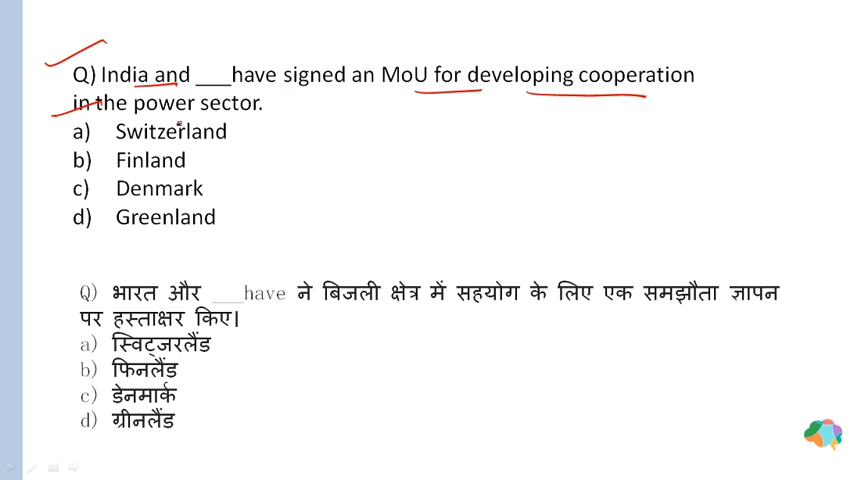 Q) India and ___have signed an MoU for developing cooperation
in the power sector.
a) Switzerland
b) Finland
c) Denmark
d) Greenland
Q) भारत और ___have ने बिजली क्षेत्र में सहयोग के लिए एक समझौता ज्ञापन
पर हस्ताक्षर किए।
a) स्विट्जरलैंड
b) फिनलैंड
c) डेनमार्क
d) ग्रीनलैंड